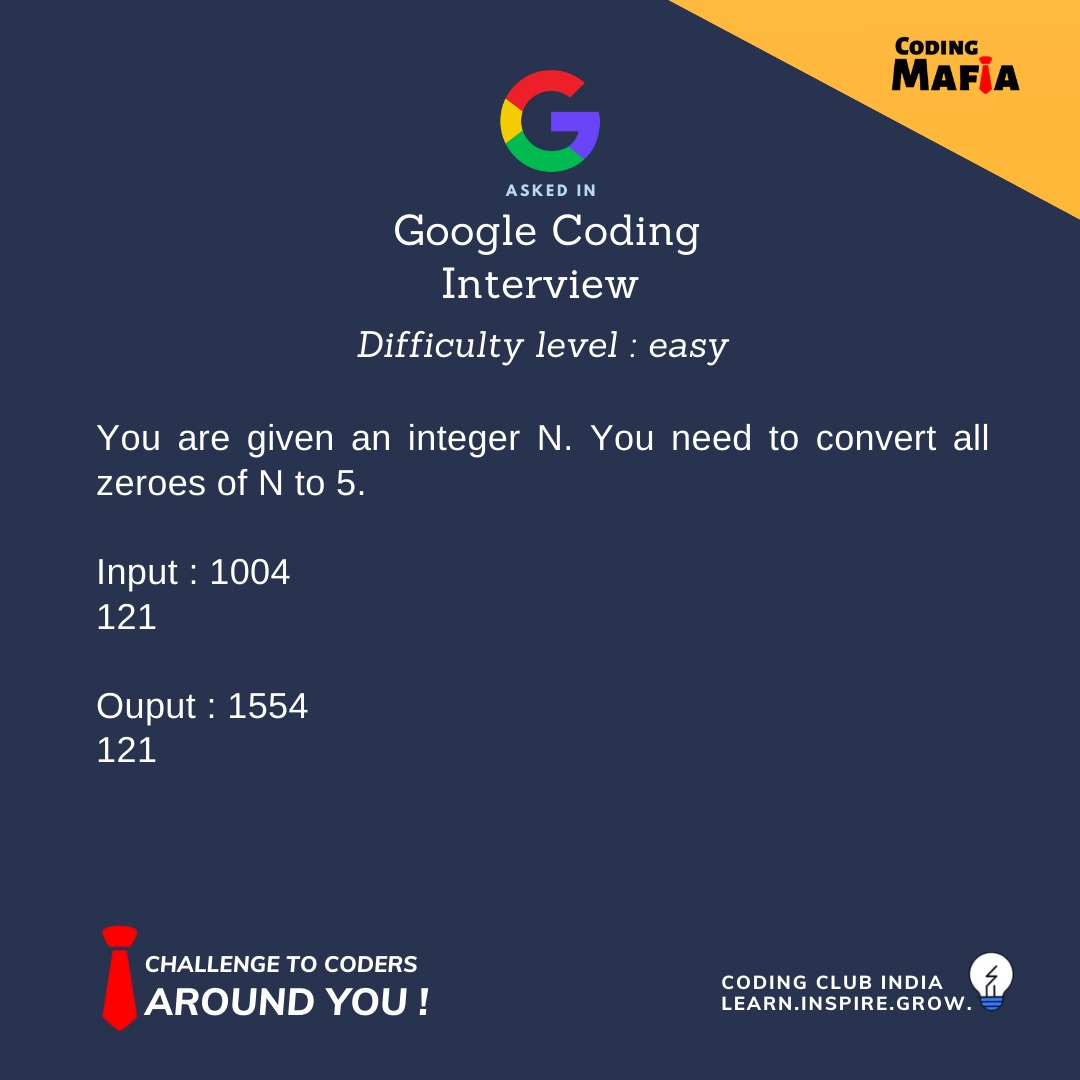 CODING
MAFIA
ASKED IN
Google Coding
Interview
Difficulty level : easy
You are given an integer N. You need to convert all
zeroes of N to 5.
Input : 1004
121
Ouput : 1554
121
CHALLENGE TO CODERS
AROUND YOU !
CODING CLUB INDIA
LEARN.INSPIRE.GROW.